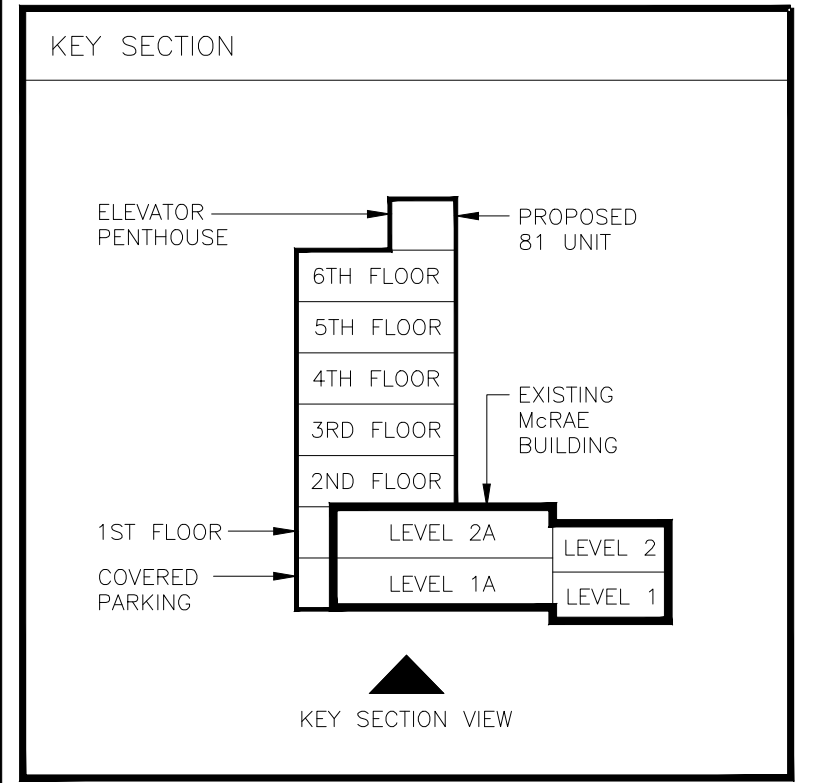 KEY SECTION
ELEVATOR
PENTHOUSE
PROPOSED
81 UNIT
6TH FLOOR
5TH FLOOR
4TH FLOOR
3RD FLOOR
2ND FLOOR
EXISTING
McRAE
BUILDING
1ST FLOOR
LEVEL 2A
LEVEL 2
COVERED
PARKING
LEVEL 1A
LEVEL 1
KEY SECTION VIEW